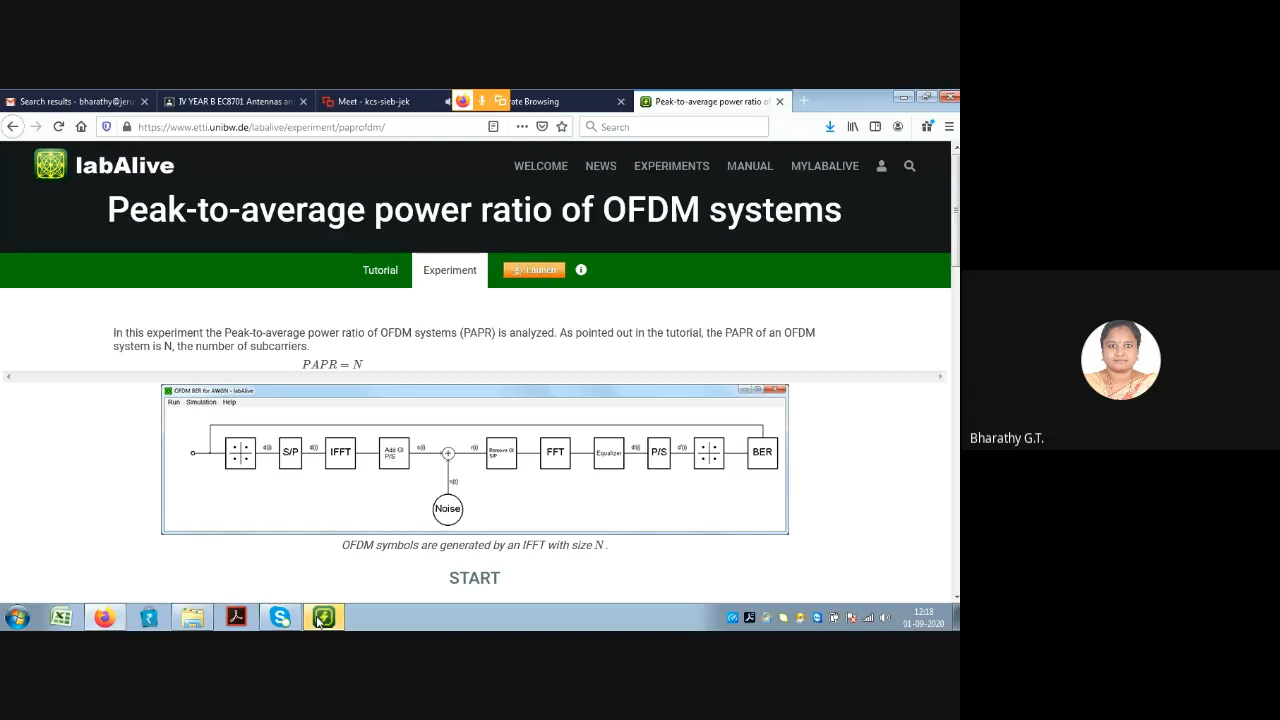 Search results - bharathy@jeru
IV YEAR B EC8701 Antennas an
Meet - kcs-sieb-jek
ate Browsing
Peak-to-average power ratio of
https://www.etti.unibw.de/labalive/experiment/paprofdm/
Search
labAlive
WELCOME NEWS EXPERIMENTS MANUAL MYLABALIVE
Peak-to-average power ratio of OFDM systems
Tutorial Experiment Launch
In this experiment the Peak-to-average power ratio of OFDM systems (PAPR) is analyzed. As pointed out in the tutorial, the PAPR of an OFDM
system is N, the number of subcarriers.
PAPR = N
OFDM BER for AWGN - labAlive
Run Simulation Help
d(i) S/P d(i) IFFT Add GI P/S s(i) + r(i) Remove GI S/P FFT Equalizer d'(i) P/S d'(i) BER
n(t)
Noise
OFDM symbols are generated by an IFFT with size N .
START
12:18
01-09-2020
Bharathy G.T.